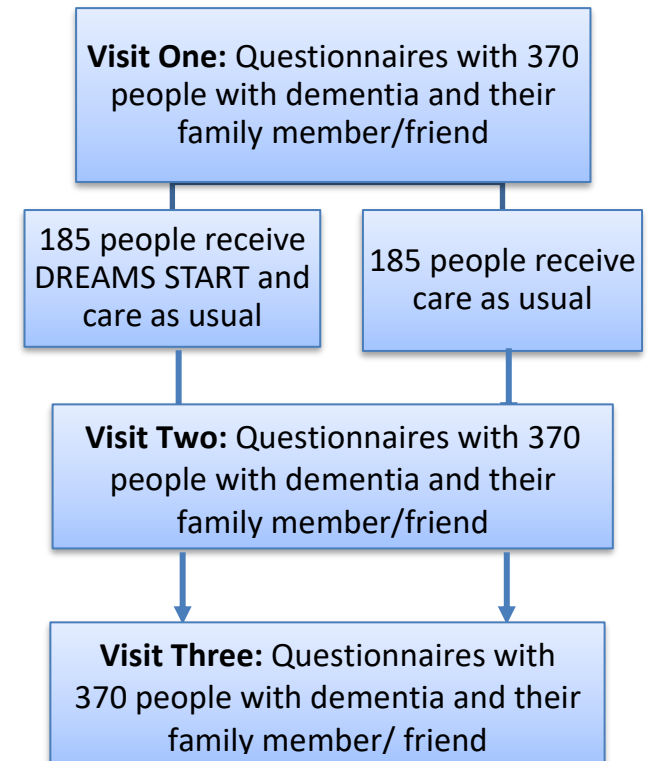 Visit One: Questionnaires with 370
people with dementia and their
family member/friend
185 people receive
DREAMS START and
care as usual
185 people receive
care as usual
Visit Two: Questionnaires with 370
people with dementia and their
family member/friend
Visit Three: Questionnaires with
370 people with dementia and their
family member/ friend